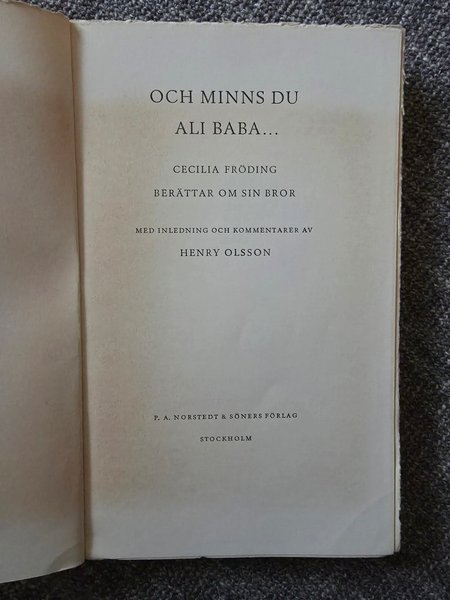 OCH MINNS DU
ALI BABA...
CECILIA FRÖDING
BERÄTTAR OM SIN BROR
MED INLEDNING OCH KOMMENTARER AV
HENRY OLSSON
P. A. NORSTEDT & SÖNERS FÖRLAG
STOCKHOLM